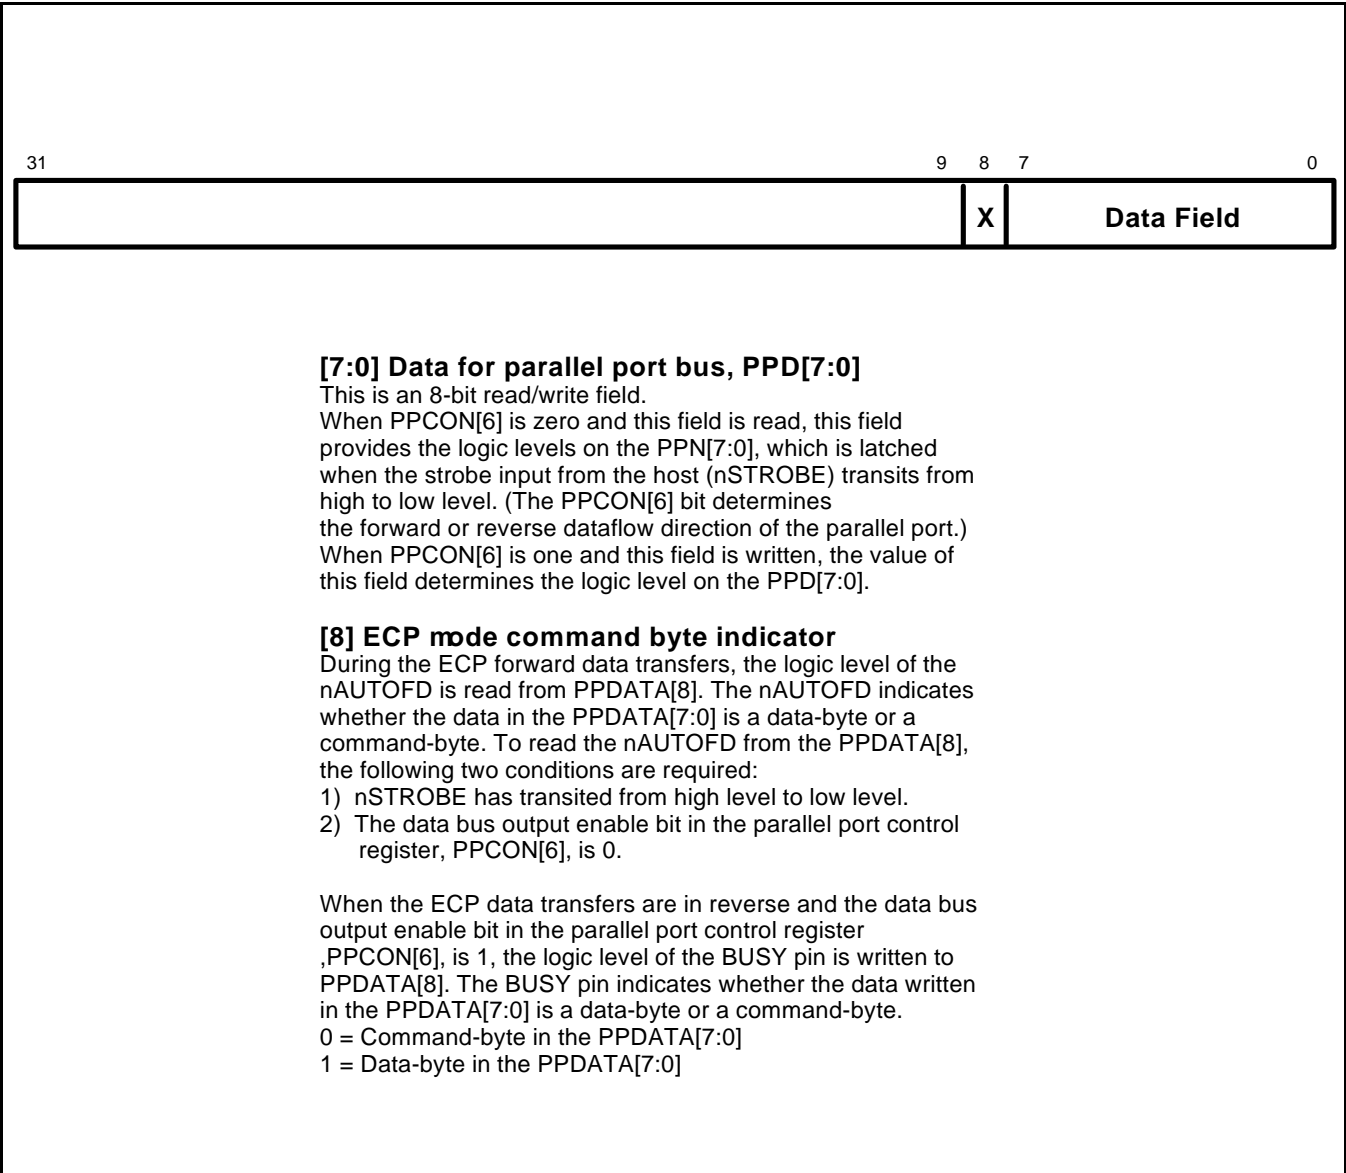 31 9 8 7 0
X Data Field
[7:0] Data for parallel port bus, PPD[7:0]
This is an 8-bit read/write field.
When PPCON[6] is zero and this field is read, this field
provides the logic levels on the PPN[7:0], which is latched
when the strobe input from the host (nSTROBE) transits from
high to low level. (The PPCON[6] bit determines
the forward or reverse dataflow direction of the parallel port.)
When PPCON[6] is one and this field is written, the value of
this field determines the logic level on the PPD[7:0].
[8] ECP mode command byte indicator
During the ECP forward data transfers, the logic level of the
nAUTOFD is read from PPDATA[8]. The nAUTOFD indicates
whether the data in the PPDATA[7:0] is a data-byte or a
command-byte. To read the nAUTOFD from the PPDATA[8],
the following two conditions are required:
1) nSTROBE has transited from high level to low level.
2) The data bus output enable bit in the parallel port control
register, PPCON[6], is 0.
When the ECP data transfers are in reverse and the data bus
output enable bit in the parallel port control register
,PPCON[6], is 1, the logic level of the BUSY pin is written to
PPDATA[8]. The BUSY pin indicates whether the data written
in the PPDATA[7:0] is a data-byte or a command-byte.
0 = Command-byte in the PPDATA[7:0]
1 = Data-byte in the PPDATA[7:0]